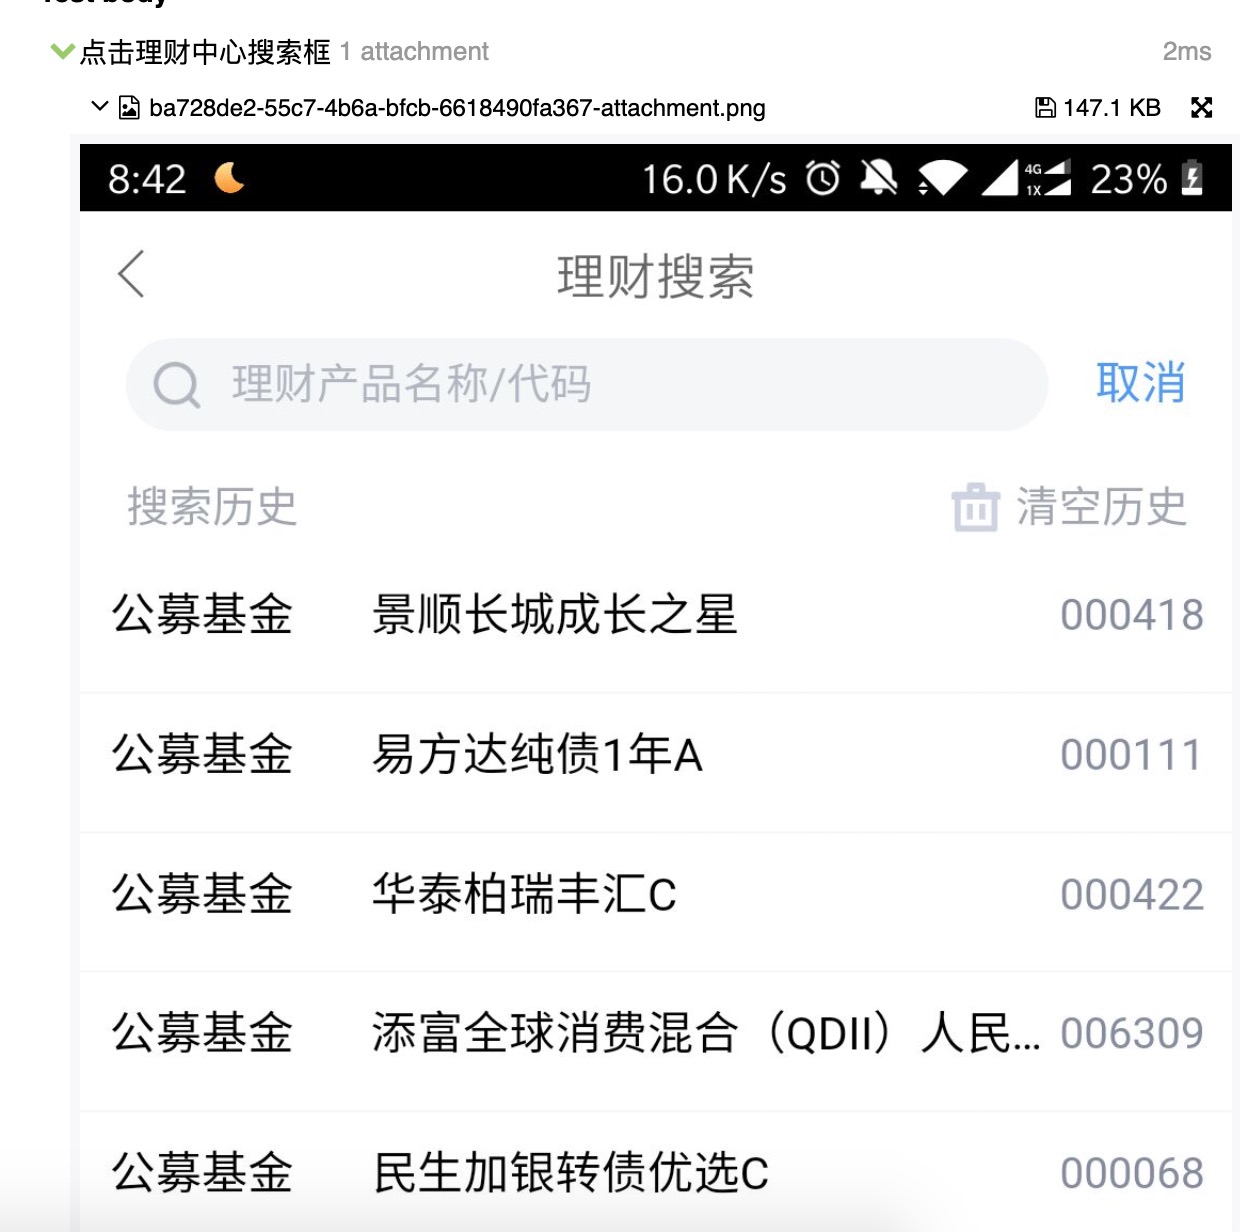 点击理财中心搜索框 1 attachment 2ms
ba728de2-55c7-4b6a-bfcb-6618490fa367-attachment.png 147.1 KB
8:42 16.0 K/s 4G 1X 23%
理财搜索
理财产品名称/代码 取消
搜索历史 清空历史
公募基金 景顺长城成长之星 000418
公募基金 易方达纯债1年A 000111
公募基金 华泰柏瑞丰汇C 000422
公募基金 添富全球消费混合（QDII）人民... 006309
公募基金 民生加银转债优选C 000068